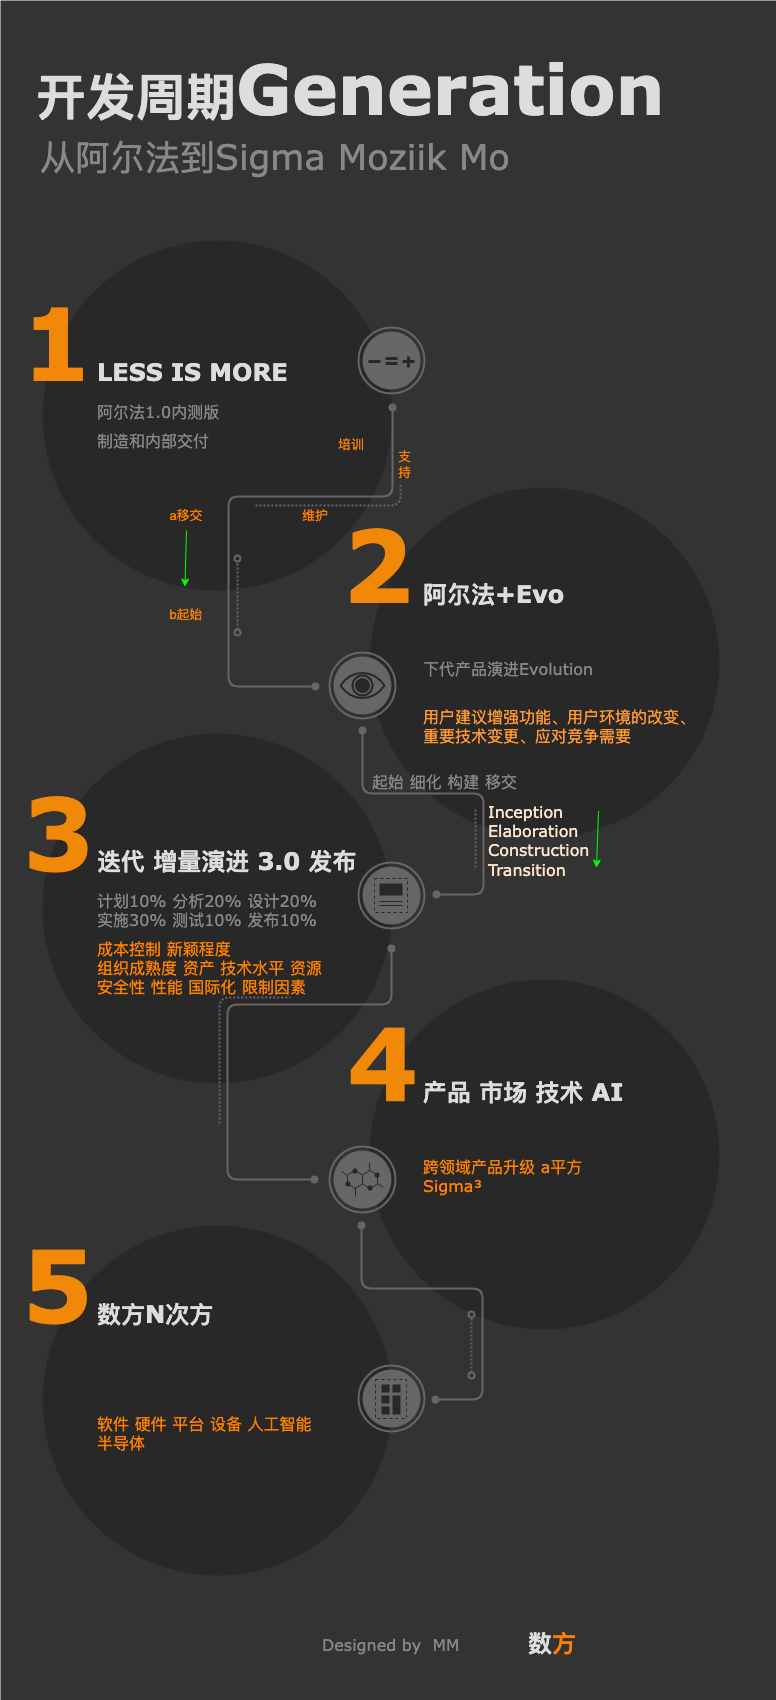 开发周期Generation
从阿尔法到Sigma Moziik Mo
1
LESS IS MORE
− = +
阿尔法1.0内测版
制造和内部交付
培训
支
持
a移交
维护
b起始
2
阿尔法+Evo
下代产品演进Evolution
用户建议增强功能、用户环境的改变、
重要技术变更、应对竞争需要
起始 细化 构建 移交
Inception
Elaboration
Construction
Transition
3
迭代 增量演进 3.0 发布
计划10% 分析20% 设计20%
实施30% 测试10% 发布10%
成本控制 新颖程度
组织成熟度 资产 技术水平 资源
安全性 性能 国际化 限制因素
4
产品 市场 技术 AI
跨领域产品升级 a平方
Sigma³
5
数方N次方
软件 硬件 平台 设备 人工智能
半导体
Designed by MM
数方